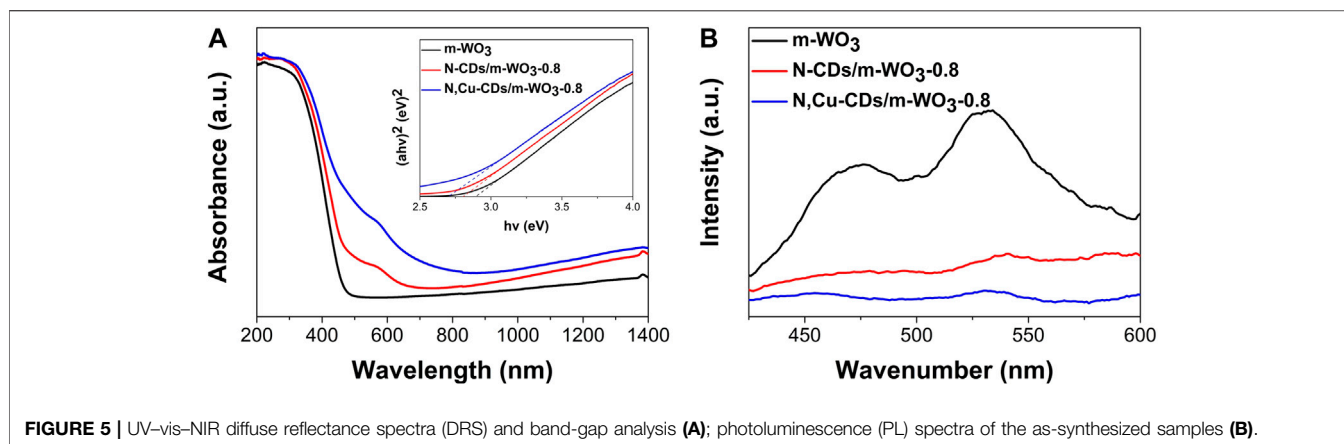 A
Absorbance (a.u.)
200 400 600 800 1000 1200 1400
Wavelength (nm)
m-WO3
N-CDs/m-WO3-0.8
N,Cu-CDs/m-WO3-0.8
(ahv)2 (eV)2
2.5 3.0 3.5 4.0
hv (eV)
B
m-WO3
N-CDs/m-WO3-0.8
N,Cu-CDs/m-WO3-0.8
Intensity (a.u.)
450 500 550 600
Wavenumber (nm)
FIGURE 5 | UV–vis–NIR diffuse reflectance spectra (DRS) and band-gap analysis (A); photoluminescence (PL) spectra of the as-synthesized samples (B).